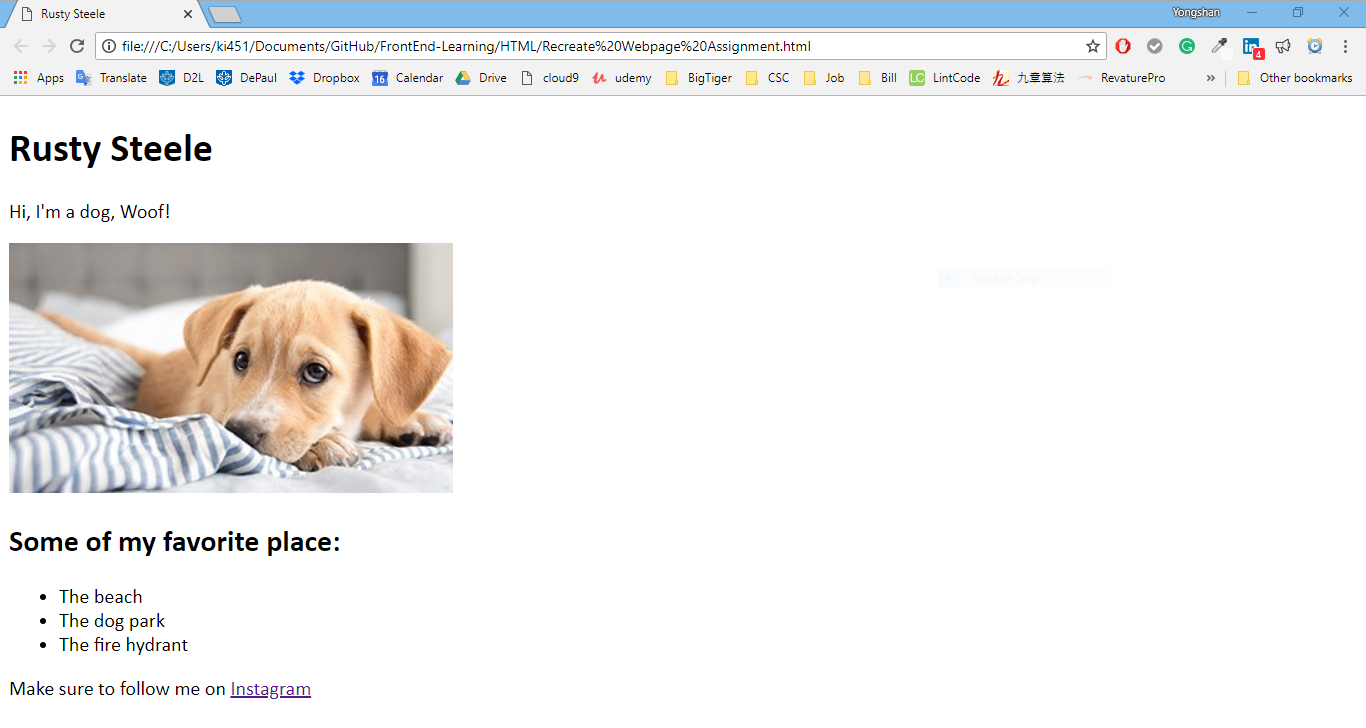 Rusty Steele
Yongshan
file:///C:/Users/ki451/Documents/GitHub/FrontEnd-Learning/HTML/Recreate%20Webpage%20Assignment.html
4
Apps Translate D2L DePaul Dropbox 16 Calendar Drive cloud9 udemy BigTiger CSC Job Bill LC LintCode 九章算法 RevaturePro » Other bookmarks
Rusty Steele
Hi, I'm a dog, Woof!
Window Snip
Some of my favorite place:
The beach
The dog park
The fire hydrant
Make sure to follow me on Instagram